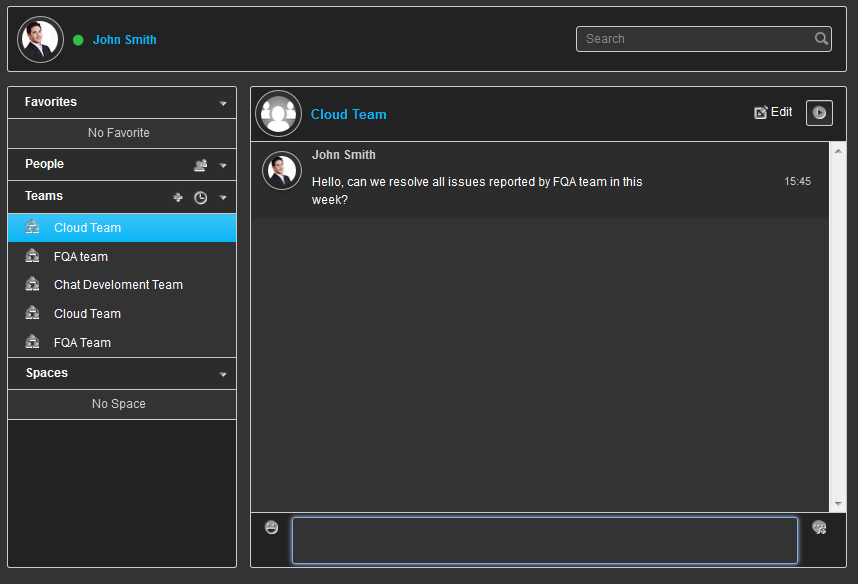 John Smith
Search
Favorites
No Favorite
People
Teams
Cloud Team
FQA team
Chat Develoment Team
Cloud Team
FQA Team
Spaces
No Space
Cloud Team
Edit
John Smith
Hello, can we resolve all issues reported by FQA team in this
week?
15:45